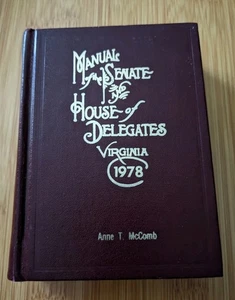 MANUAL
of the SENATE
AND
THE
HOUSE of
DELEGATES
VIRGINIA
1978
Anne T. McComb